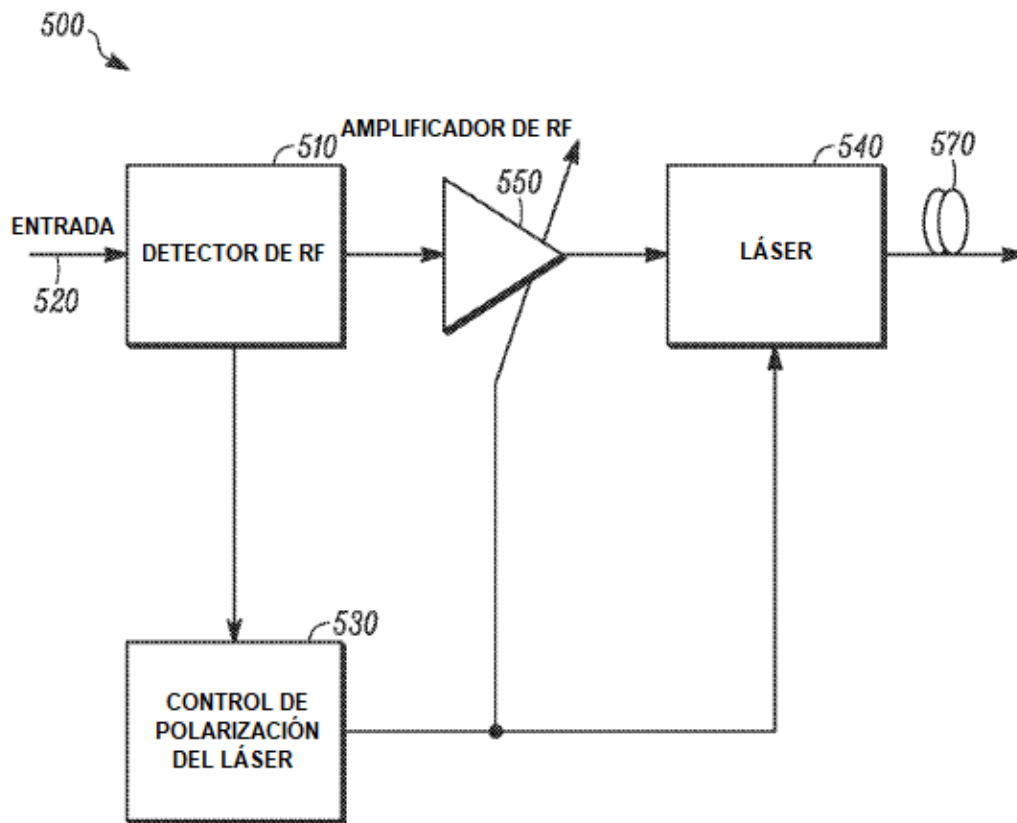 500
AMPLIFICADOR DE RF
510
550
540
570
ENTRADA
520
DETECTOR DE RF
LÁSER
530
CONTROL DE
POLARIZACIÓN
DEL LÁSER